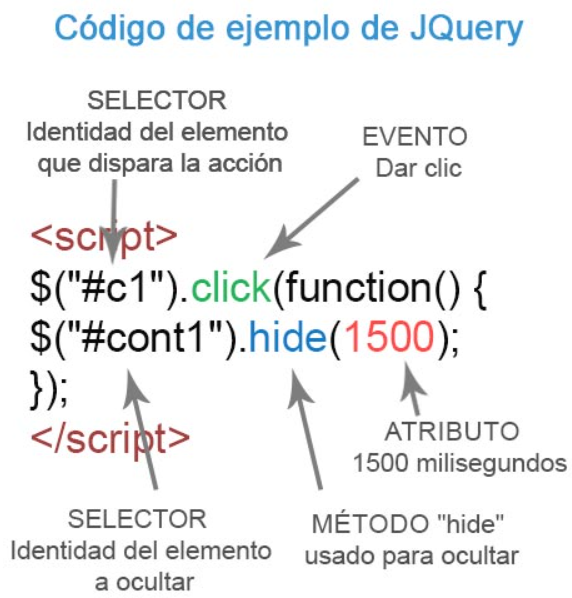 Código de ejemplo de JQuery
SELECTOR
Identidad del elemento
que dispara la acción
EVENTO
Dar clic
<script>
$("#c1").click(function() {
$("#cont1").hide(1500);
});
</script>
ATRIBUTO
1500 milisegundos
SELECTOR
Identidad del elemento
a ocultar
MÉTODO "hide"
usado para ocultar